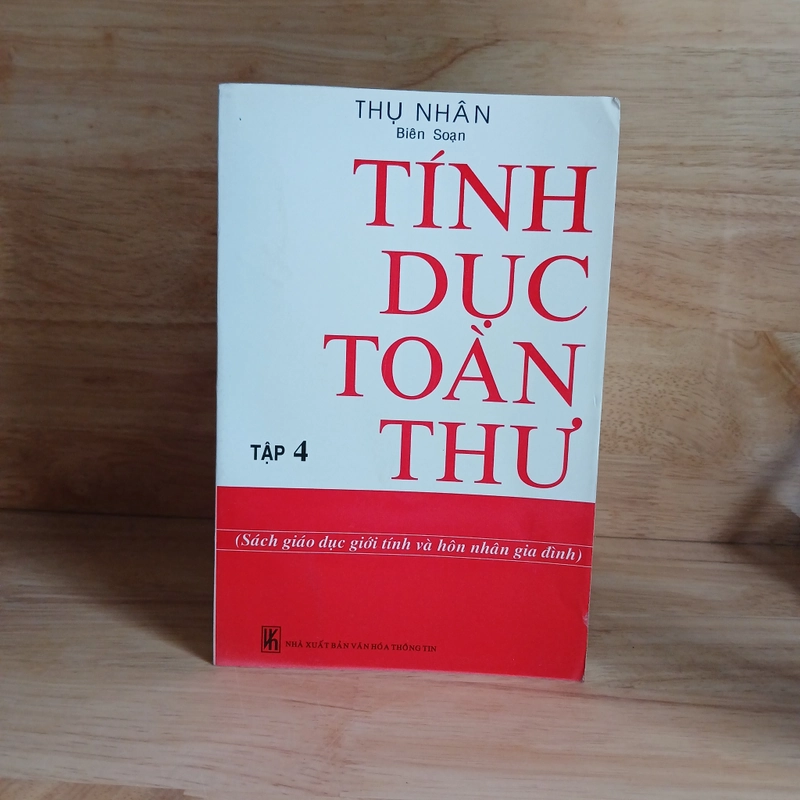 THỤ NHÂN
Biên Soạn
TÍNH
DỤC
TOÀN
THƯ
TẬP 4
(Sách giáo dục giới tính và hôn nhân gia đình)
NHÀ XUẤT BẢN VĂN HÓA THÔNG TIN